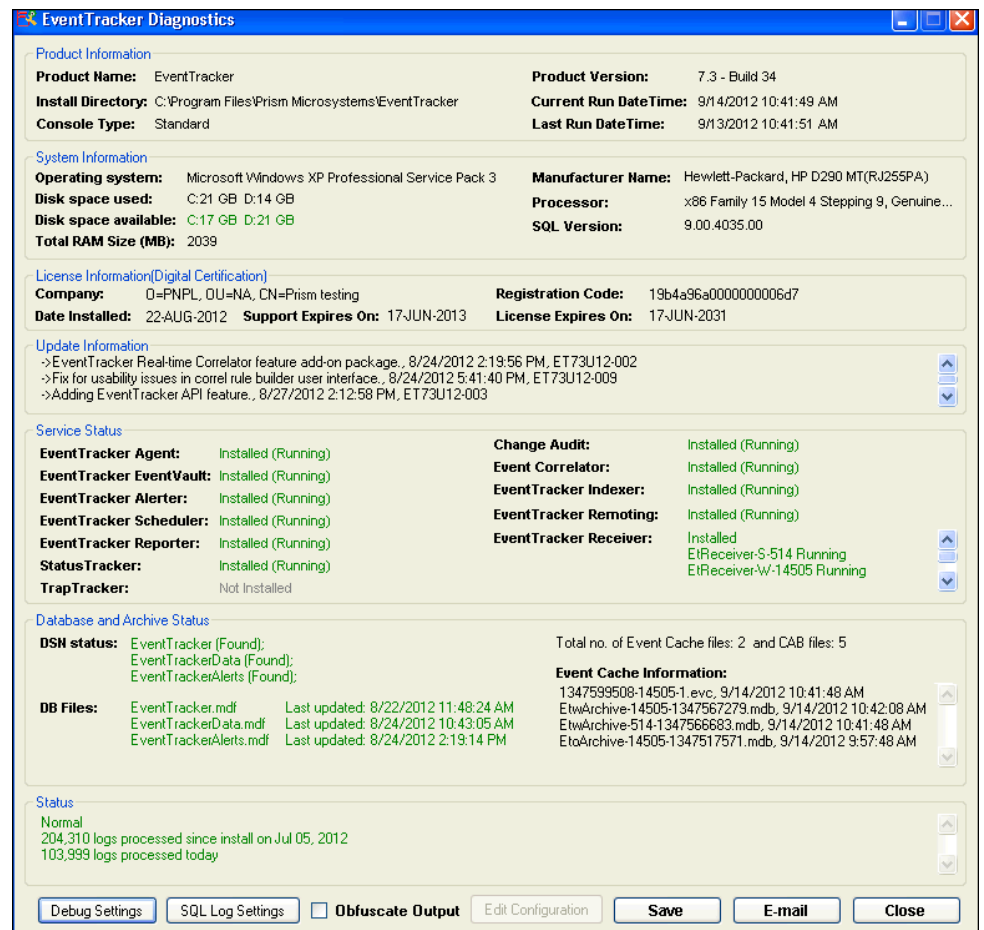 EventTracker Diagnostics
Product Information
Product Name: EventTracker
Product Version: 7.3 - Build 34
Install Directory: C:\Program Files\Prism Microsystems\EventTracker
Current Run DateTime: 9/14/2012 10:41:49 AM
Console Type: Standard
Last Run DateTime: 9/13/2012 10:41:51 AM
System Information
Operating system: Microsoft Windows XP Professional Service Pack 3
Manufacturer Name: Hewlett-Packard, HP D290 MT(RJ255PA)
Disk space used: C:21 GB D:14 GB
Processor: x86 Family 15 Model 4 Stepping 9, Genuine...
Disk space available: C:17 GB D:21 GB
SQL Version: 9.00.4035.00
Total RAM Size (MB): 2039
License Information(Digital Certification)
Company: O=PNPL, OU=NA, CN=Prism testing
Registration Code: 19b4a96a0000000006d7
Date Installed: 22-AUG-2012 Support Expires On: 17-JUN-2013
License Expires On: 17-JUN-2031
Update Information
->EventTracker Real-time Correlator feature add-on package., 8/24/2012 2:19:56 PM, ET73U12-002
->Fix for usability issues in correl rule builder user interface., 8/24/2012 5:41:40 PM, ET73U12-009
->Adding EventTracker API feature., 8/27/2012 2:12:58 PM, ET73U12-003
Service Status
EventTracker Agent: Installed (Running)
EventTracker EventVault: Installed (Running)
EventTracker Alerter: Installed (Running)
EventTracker Scheduler: Installed (Running)
EventTracker Reporter: Installed (Running)
StatusTracker: Installed (Running)
TrapTracker: Not Installed
Change Audit: Installed (Running)
Event Correlator: Installed (Running)
EventTracker Indexer: Installed (Running)
EventTracker Remoting: Installed (Running)
EventTracker Receiver: Installed
EtReceiver-S-514 Running
EtReceiver-W-14505 Running
Database and Archive Status
DSN status: EventTracker (Found);
EventTrackerData (Found);
EventTrackerAlerts (Found);
DB Files: EventTracker.mdf Last updated: 8/22/2012 11:48:24 AM
EventTrackerData.mdf Last updated: 8/24/2012 10:43:05 AM
EventTrackerAlerts.mdf Last updated: 8/24/2012 2:19:14 PM
Total no. of Event Cache files: 2 and CAB files: 5
Event Cache Information:
1347599508-14505-1.evc, 9/14/2012 10:41:48 AM
EtwArchive-14505-1347567279.mdb, 9/14/2012 10:42:08 AM
EtwArchive-514-1347566683.mdb, 9/14/2012 10:41:48 AM
EtaArchive-14505-1347517571.mdb, 9/14/2012 9:57:48 AM
Status
Normal
204,310 logs processed since install on Jul 05, 2012
103,999 logs processed today
Debug Settings
SQL Log Settings
Obfuscate Output
Edit Configuration
Save
E-mail
Close